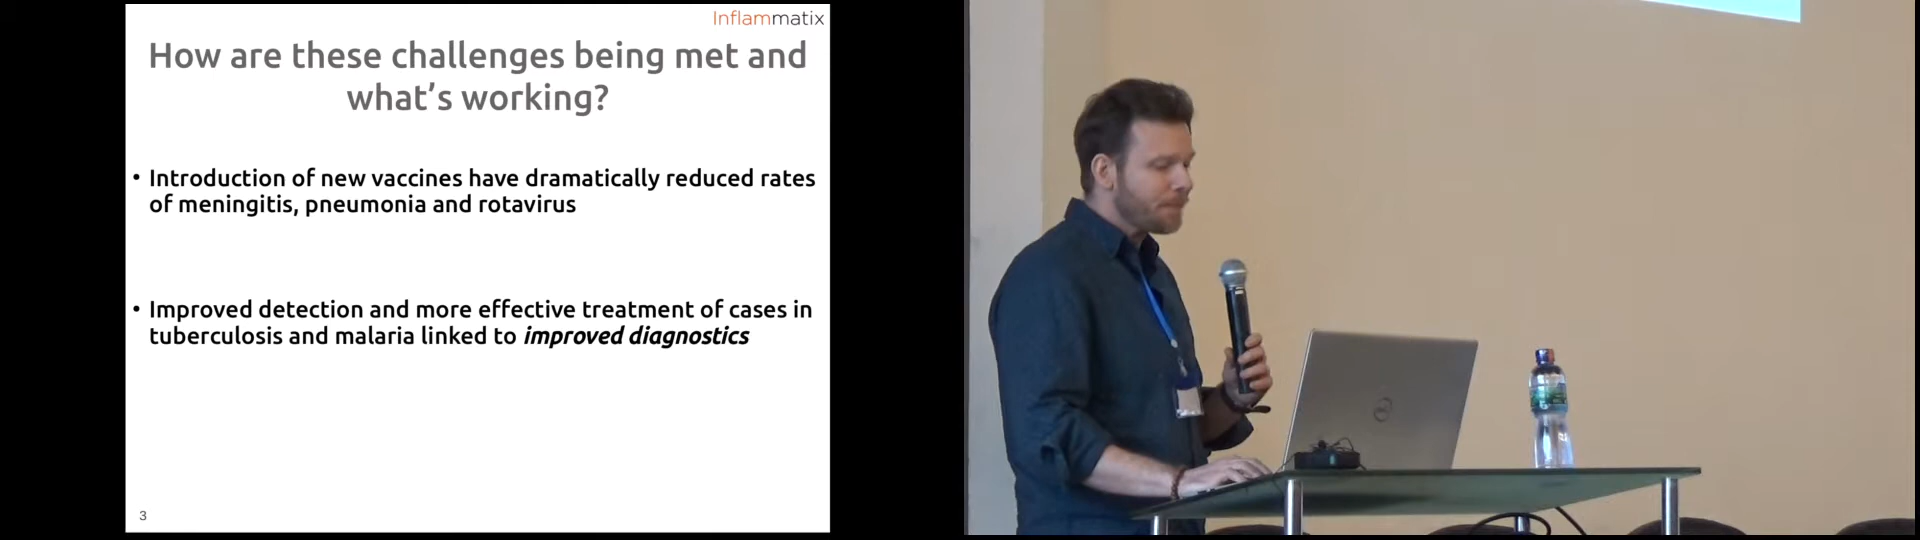 Inflammatix
How are these challenges being met and
what's working?
• Introduction of new vaccines have dramatically reduced rates
of meningitis, pneumonia and rotavirus
• Improved detection and more effective treatment of cases in
tuberculosis and malaria linked to improved diagnostics
3